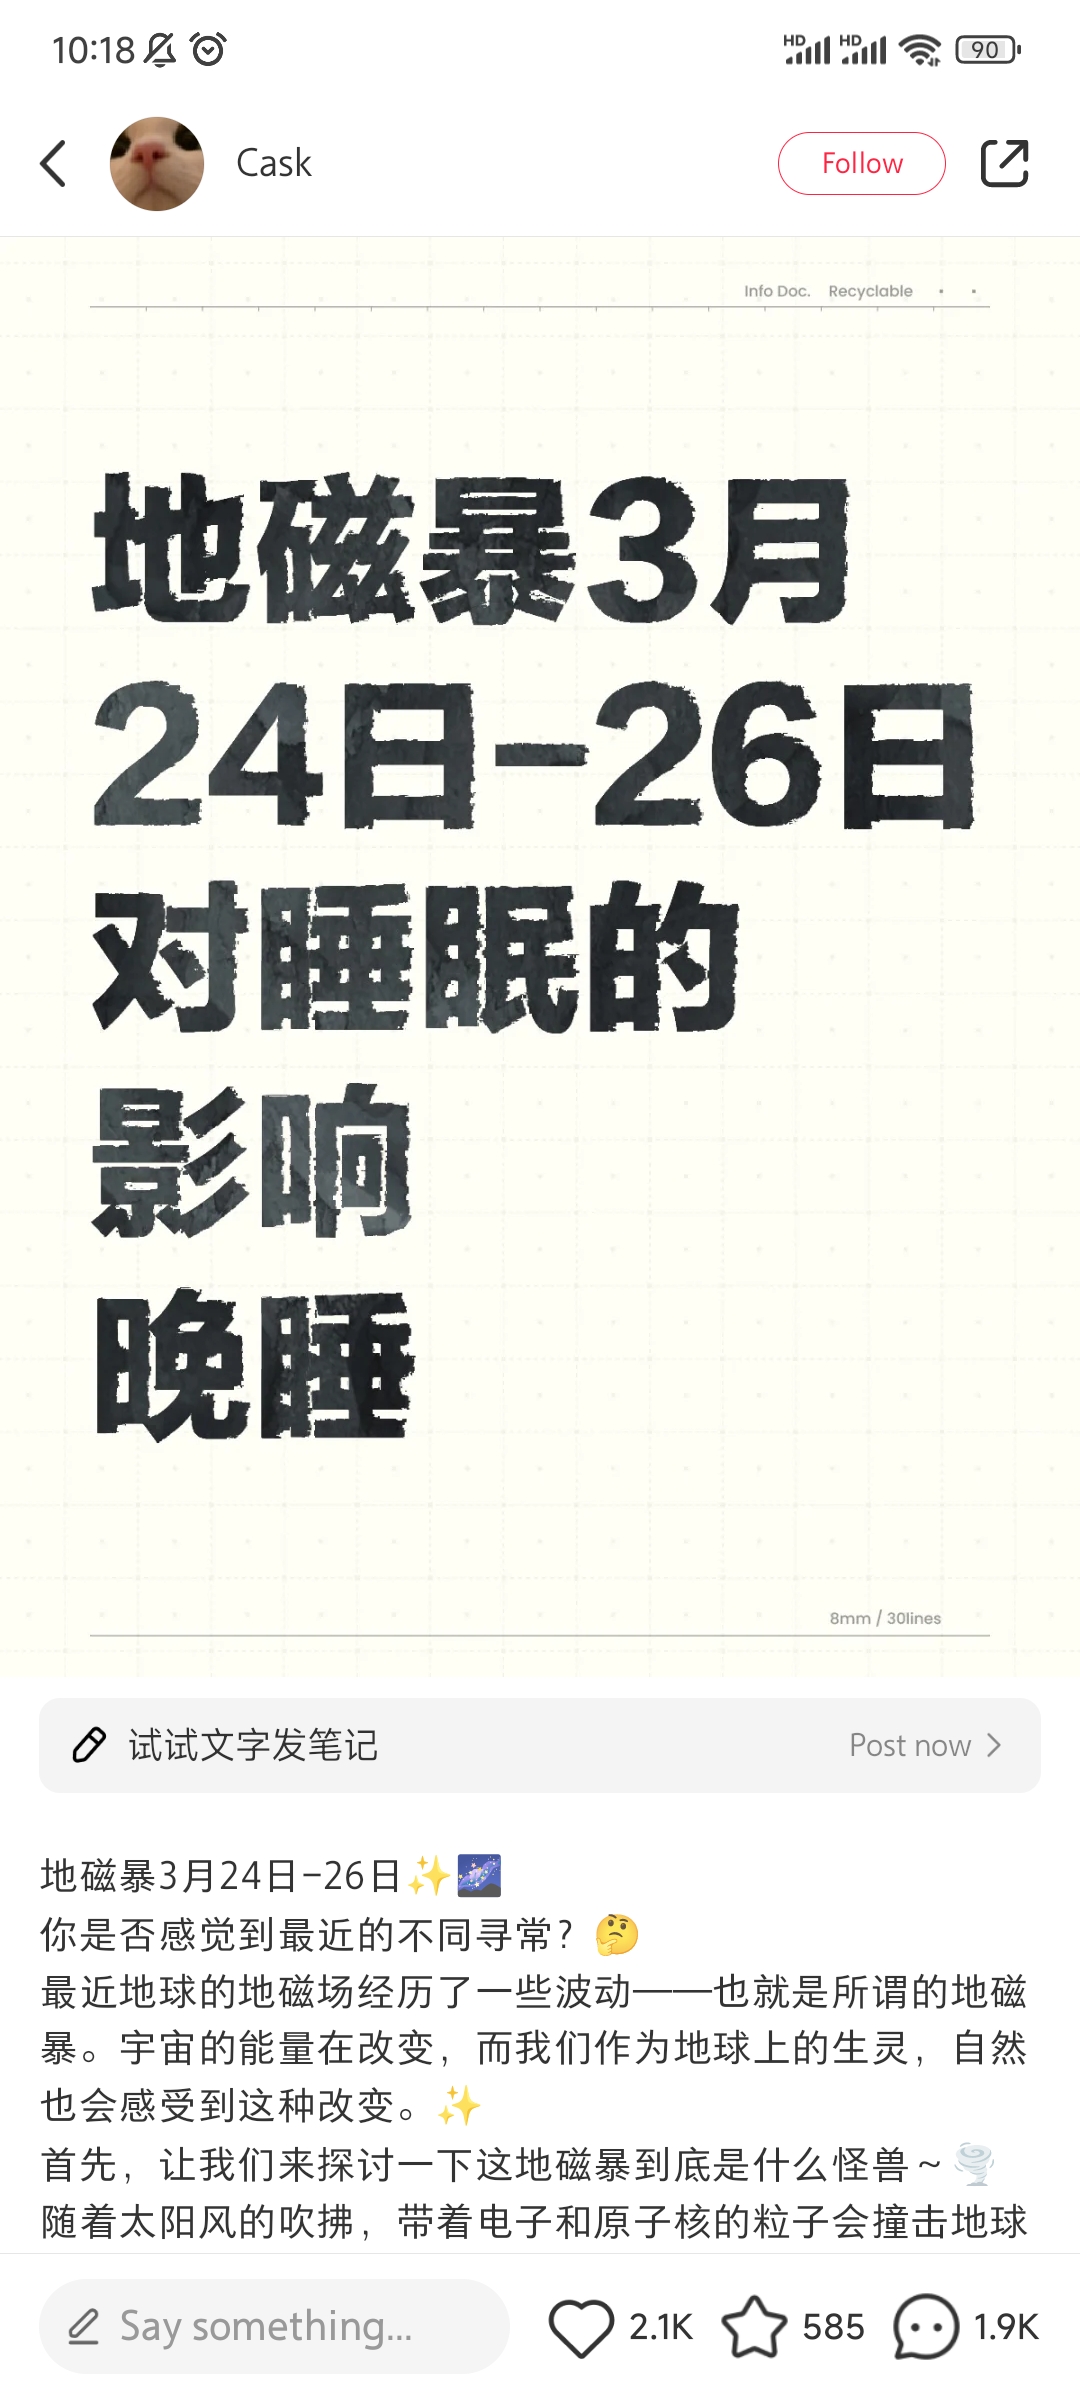 10:18 HD HD 90
Cask Follow
Info Doc. Recyclable
地磁暴3月
24日-26日
对睡眠的
影响
晚睡
8mm / 30lines
试试文字发笔记 Post now
地磁暴3月24日-26日✨🌌
你是否感觉到最近的不同寻常？🤔
最近地球的地磁场经历了一些波动——也就是所谓的地磁
暴。宇宙的能量在改变，而我们作为地球上的生灵，自然
也会感受到这种改变。✨
首先，让我们来探讨一下这地磁暴到底是什么怪兽～🌪️
随着太阳风的吹拂，带着电子和原子核的粒子会撞击地球
Say something... 2.1K 585 1.9K